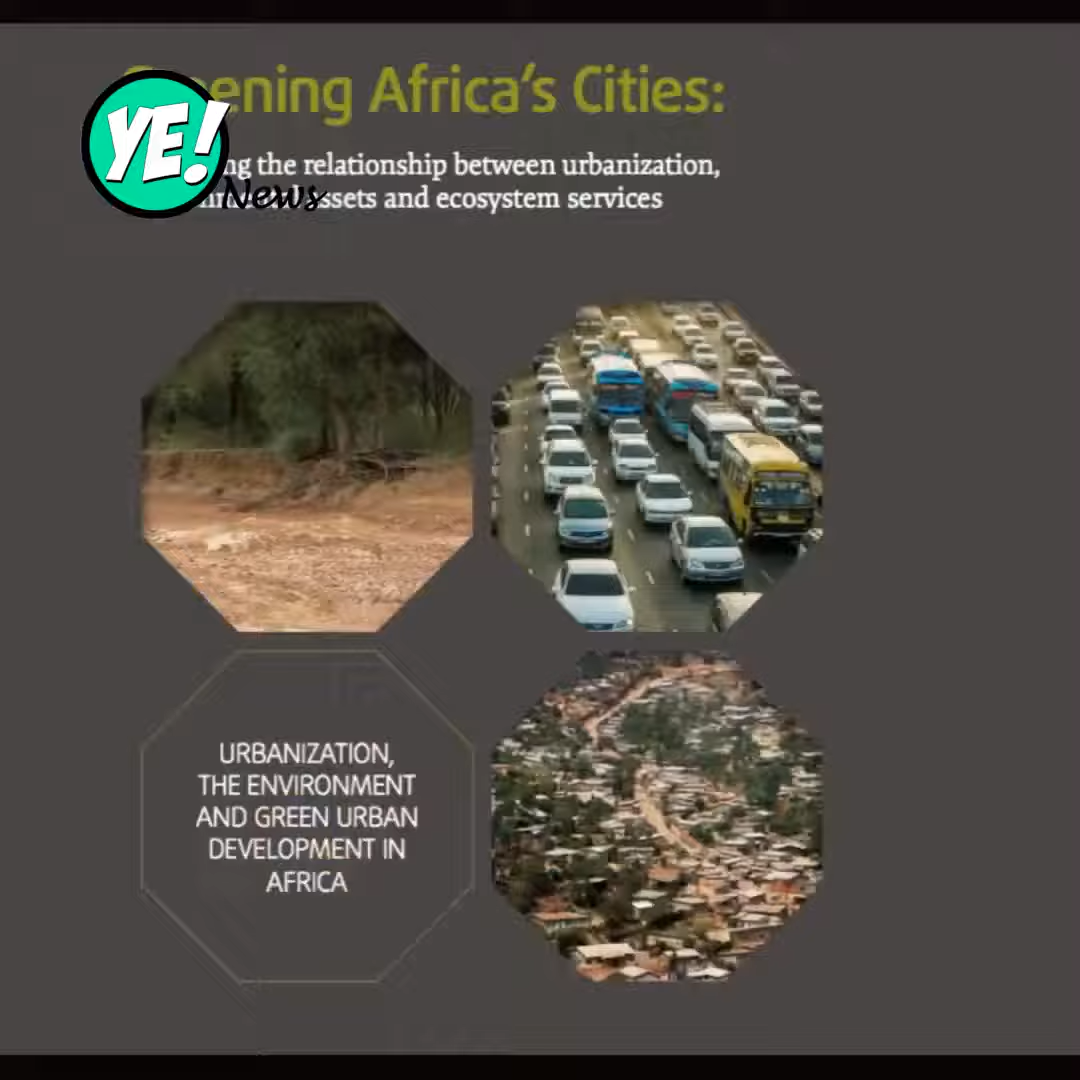 YE!
News
Africa's Cities:
the relationship between urbanization,
and ecosystem services
URBANIZATION,
THE ENVIRONMENT
AND GREEN URBAN
DEVELOPMENT IN
AFRICA